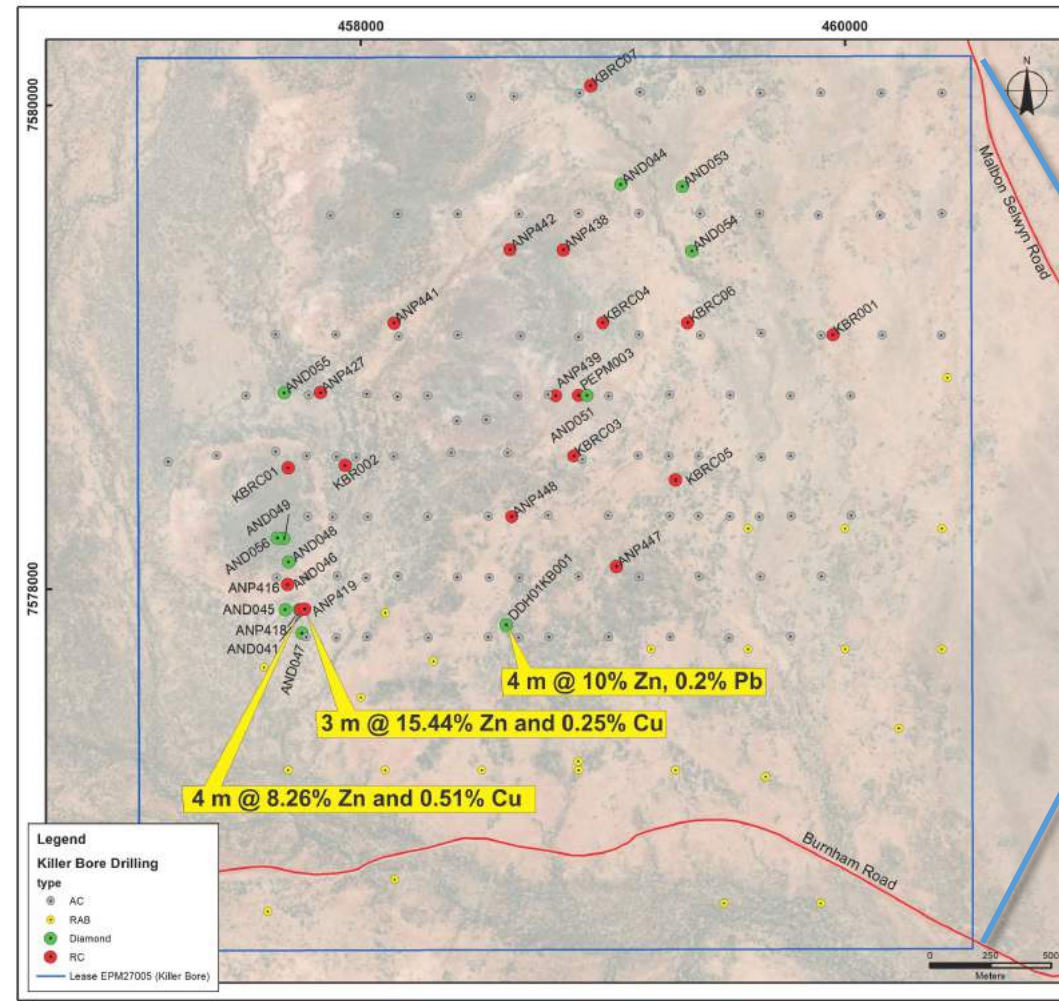 458000
460000
7580000
7578000
N
KBRC07
Malbon Selwyn Road
AND044
AND053
ANP442
ANP438
AND054
ANP441
KBRC04
KBRC06
KBR001
AND055
ANP427
ANP439
PEPM003
AND051
KBRC03
KBRC01
KBR002
KBRC05
AND049
ANP448
AND056
AND048
AND046
ANP416
ANP447
AND045
ANP419
ANP418
AND041
AND047
DDH01KB001
4 m @ 10% Zn, 0.2% Pb
3 m @ 15.44% Zn and 0.25% Cu
4 m @ 8.26% Zn and 0.51% Cu
Burnham Road
Legend
Killer Bore Drilling
type
AC
RAB
Diamond
RC
Lease EPM27005 (Killer Bore)
0 250 500
Meters